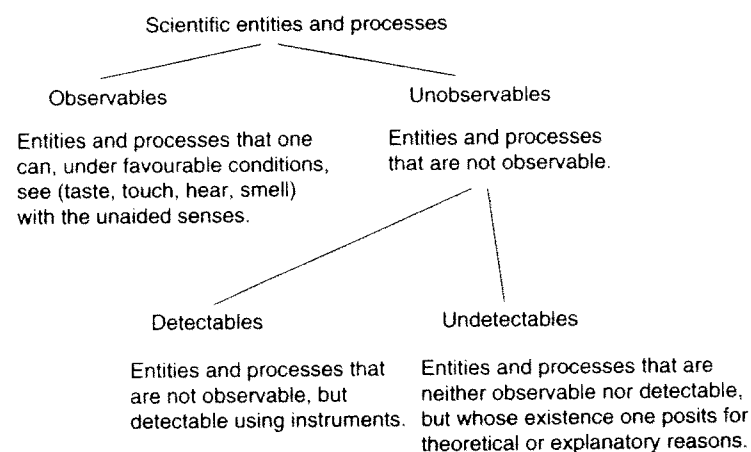 Scientific entities and processes
Observables
Entities and processes that one
can, under favourable conditions,
see (taste, touch, hear, smell)
with the unaided senses.
Unobservables
Entities and processes
that are not observable.
Detectables
Entities and processes that
are not observable, but
detectable using instruments.
Undetectables
Entities and processes that are
neither observable nor detectable,
but whose existence one posits for
theoretical or explanatory reasons.